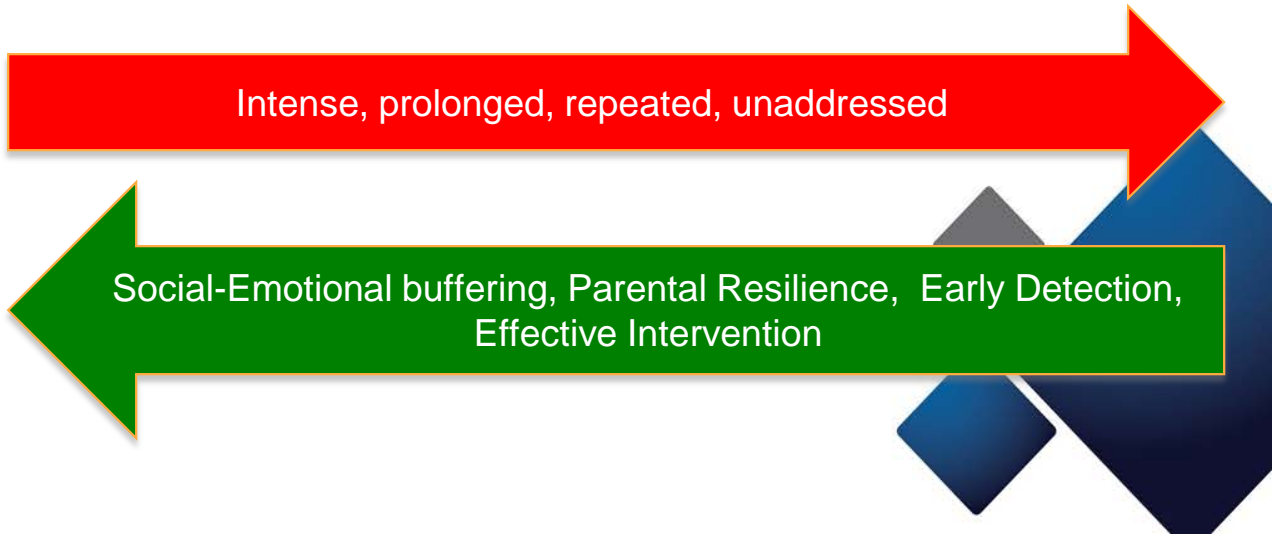 Intense, prolonged, repeated, unaddressed
Social-Emotional buffering, Parental Resilience,  Early Detection,
Effective Intervention